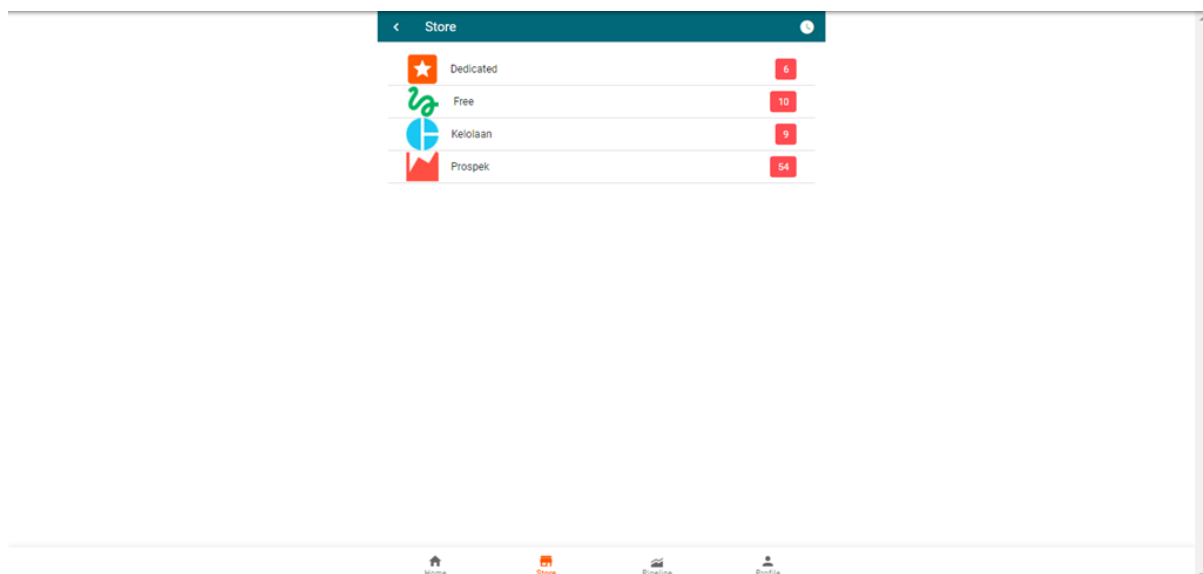 Store
Dedicated 6
Free 10
Kelolaan 9
Prospek 54
Home Store Pipeline Profile